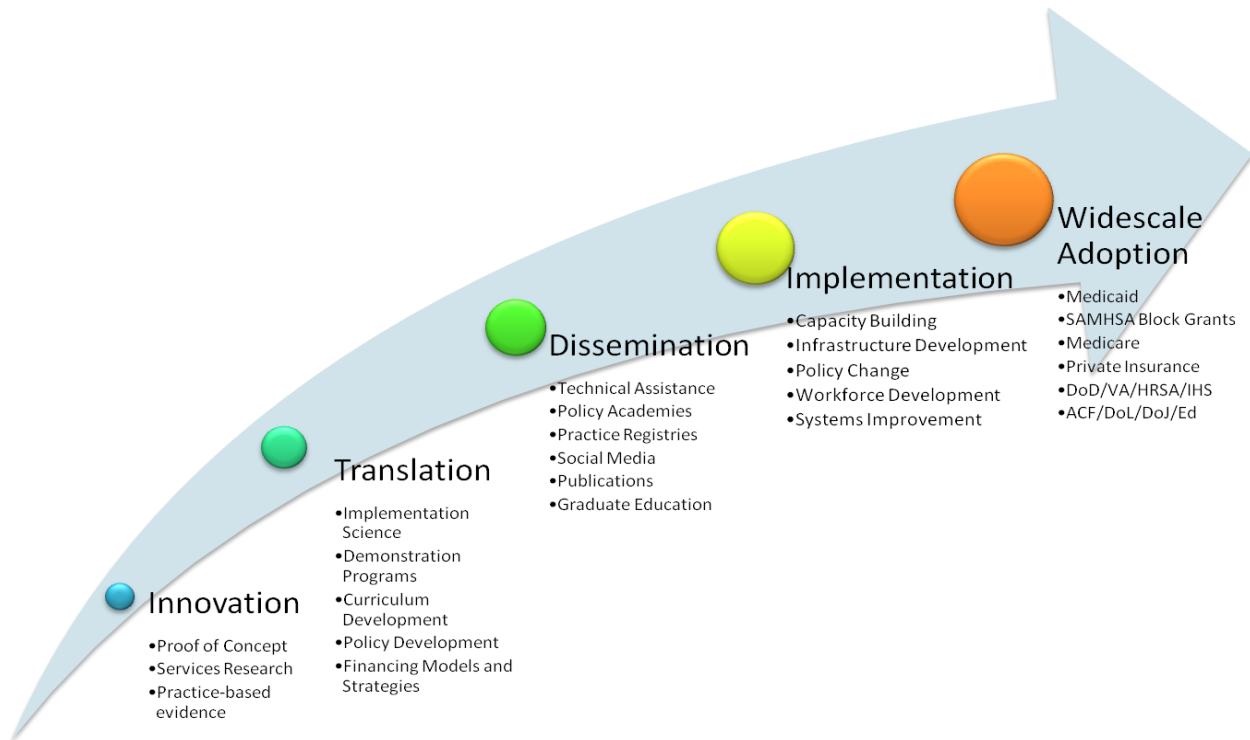 Innovation
•Proof of Concept
•Services Research
•Practice-based
evidence
Translation
•Implementation
Science
•Demonstration
Programs
•Curriculum
Development
•Policy Development
•Financing Models and
Strategies
Dissemination
•Technical Assistance
•Policy Academies
•Practice Registries
•Social Media
•Publications
•Graduate Education
Implementation
•Capacity Building
•Infrastructure Development
•Policy Change
•Workforce Development
•Systems Improvement
Widescale
Adoption
•Medicaid
•SAMHSA Block Grants
•Medicare
•Private Insurance
•DoD/VA/HRSA/IHS
•ACF/DoL/DoJ/Ed